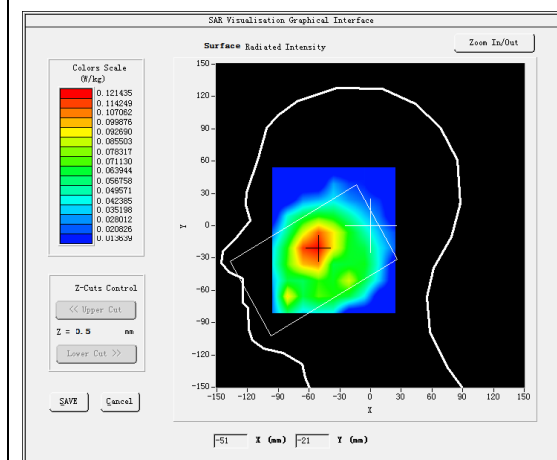 SAR Visualisation Graphical Interface
Surface Radiated Intensity
Zoom In/Out
Colors Scale
(W/kg)
0.121435
0.114249
0.107062
0.099876
0.092690
0.085503
0.078317
0.071130
0.063944
0.056758
0.049571
0.042385
0.035198
0.028012
0.020826
0.013639
Z-Cuts Control
<< Upper Cut
Z = 0.5 mm
Lower Cut >>
SAVE Cancel
150
120
90
60
30
0
-30
-60
-90
-120
-150
Y
-150 -120 -90 -60 -30 0 30 60 90 120 150
X
-51 X (mm) -21 Y (mm)